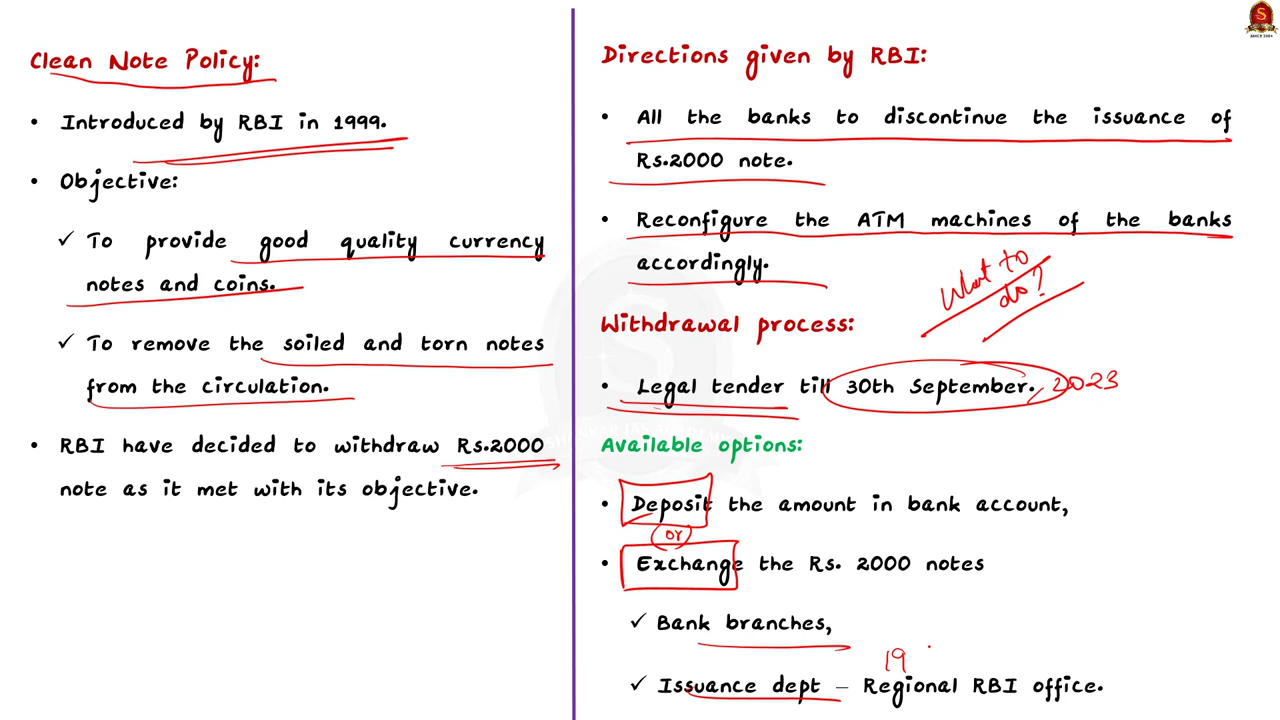 Clean Note Policy:
• Introduced by RBI in 1999.
• Objective:
✓ To provide good quality currency
notes and coins.
✓ To remove the soiled and torn notes
from the circulation.
• RBI have decided to withdraw Rs.2000
note as it met with its objective.
Directions given by RBI:
• All the banks to discontinue the issuance of
Rs.2000 note.
• Reconfigure the ATM machines of the banks
accordingly.
What to
do?
Withdrawal process:
• Legal tender till 30th September. 2023
Available options:
• Deposit the amount in bank account,
or
• Exchange the Rs. 2000 notes
✓ Bank branches,
19
✓ Issuance dept – Regional RBI office.
S
SINCE 2004